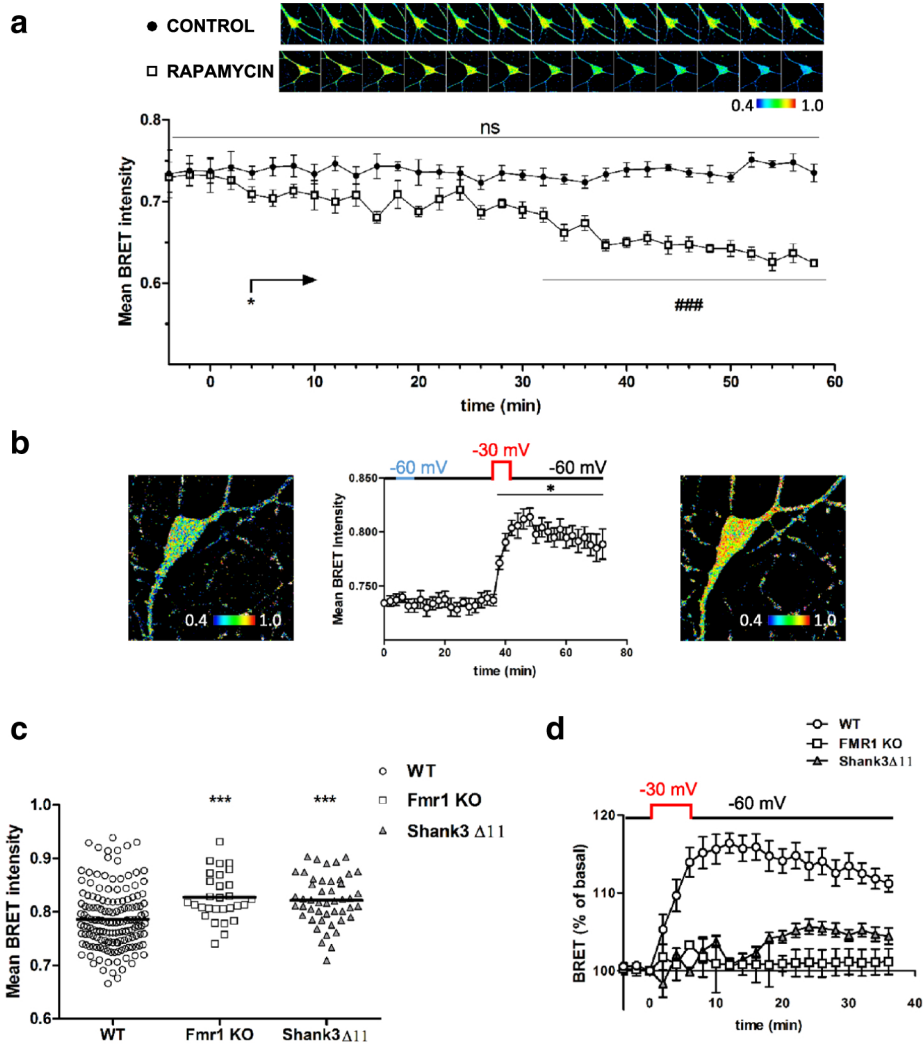 a
CONTROL
RAPAMYCIN
0.4 1.0
0.8
ns
0.7
0.6
Mean BRET intensity
*
###
0 10 20 30 40 50 60
time (min)
b
-60 mV
-30 mV
-60 mV
0.850
*
0.800
0.750
Mean BRET intensity
0.4 1.0
0 20 40 60 80
time (min)
0.4 1.0
c
WT
Fmr1 KO
Shank3 Δ11
1.0
*** ***
0.9
0.8
0.7
0.6
Mean BRET intensity
WT Fmr1 KO Shank3Δ11
d
WT
FMR1 KO
Shank3Δ11
-30 mV
-60 mV
120
110
100
BRET (% of basal)
0 10 20 30 40
time (min)